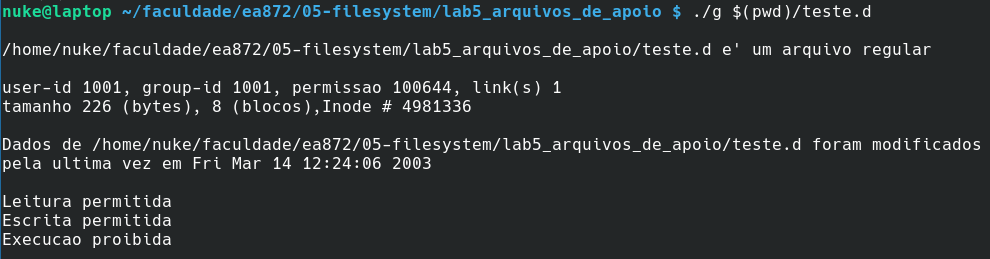 nuke@laptop ~/faculdade/ea872/05-filesystem/lab5_arquivos_de_apoio $ ./g $(pwd)/teste.d
/home/nuke/faculdade/ea872/05-filesystem/lab5_arquivos_de_apoio/teste.d e' um arquivo regular
user-id 1001, group-id 1001, permissao 100644, link(s) 1
tamanho 226 (bytes), 8 (blocos),Inode # 4981336
Dados de /home/nuke/faculdade/ea872/05-filesystem/lab5_arquivos_de_apoio/teste.d foram modificados
pela ultima vez em Fri Mar 14 12:24:06 2003
Leitura permitida
Escrita permitida
Execucao proibida